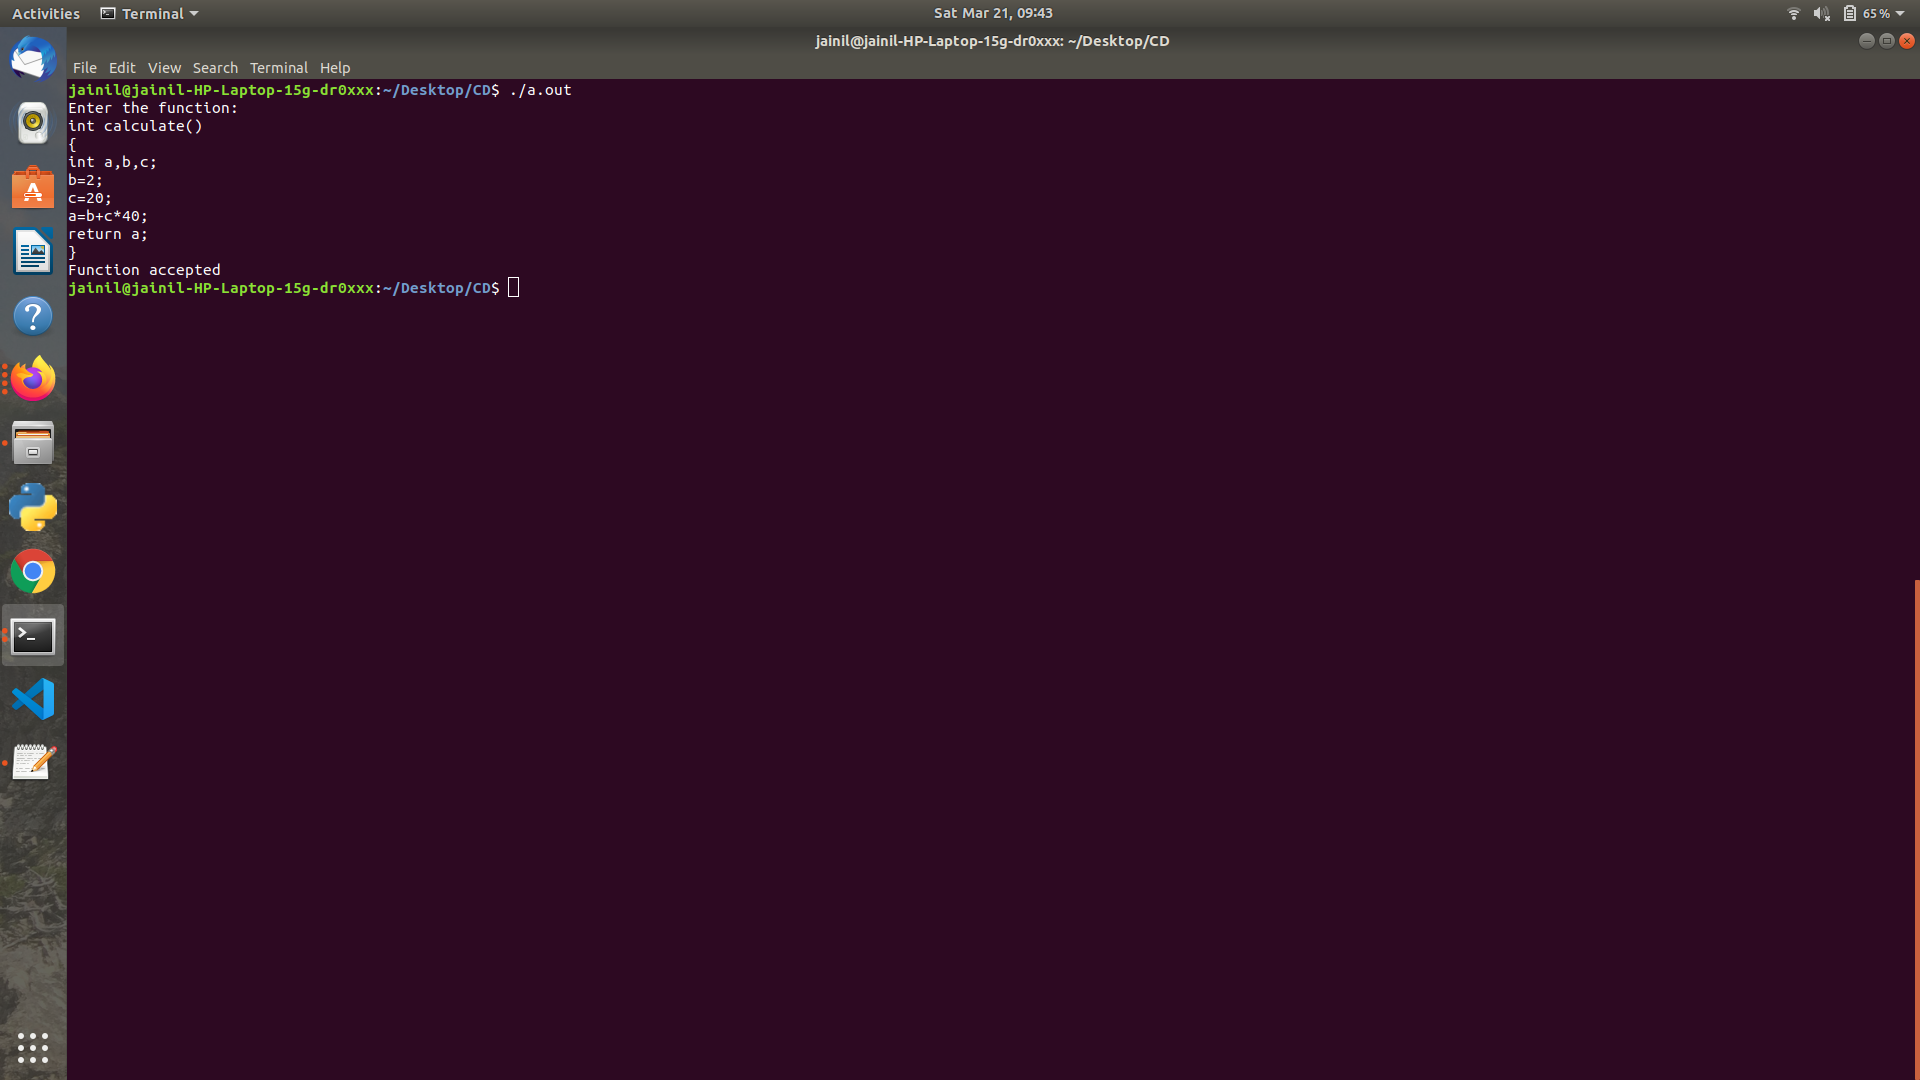 Activities Terminal Sat Mar 21, 09:43 65%
jainil@jainil-HP-Laptop-15g-dr0xxx: ~/Desktop/CD
File Edit View Search Terminal Help
jainil@jainil-HP-Laptop-15g-dr0xxx:~/Desktop/CD$ ./a.out
Enter the function:
int calculate()
{
int a,b,c;
b=2;
c=20;
a=b+c*40;
return a;
}
Function accepted
jainil@jainil-HP-Laptop-15g-dr0xxx:~/Desktop/CD$